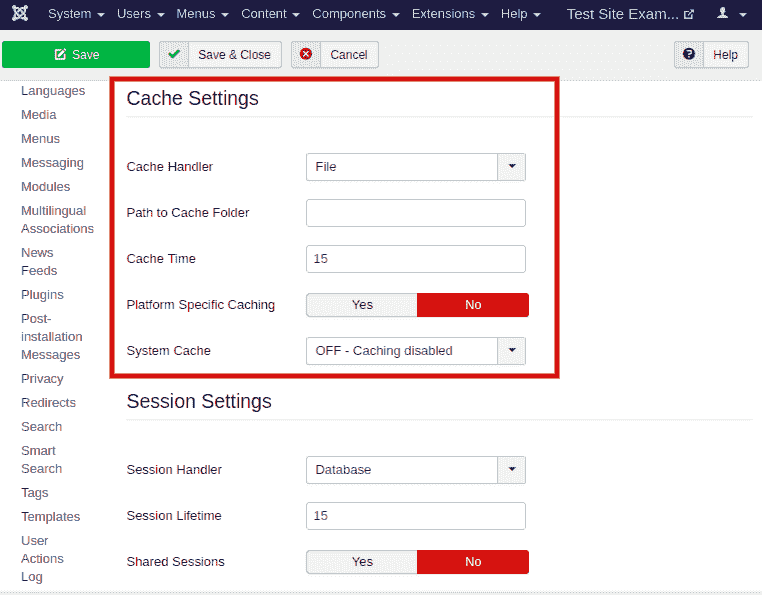 System Users Menus Content Components Extensions Help Test Site Exam...
Save Save & Close Cancel Help
Languages
Media
Menus
Messaging
Modules
Multilingual
Associations
News
Feeds
Plugins
Post-
installation
Messages
Privacy
Redirects
Search
Smart
Search
Tags
Templates
User
Actions
Log
Cache Settings
Cache Handler File
Path to Cache Folder
Cache Time 15
Platform Specific Caching Yes No
System Cache OFF - Caching disabled
Session Settings
Session Handler Database
Session Lifetime 15
Shared Sessions Yes No